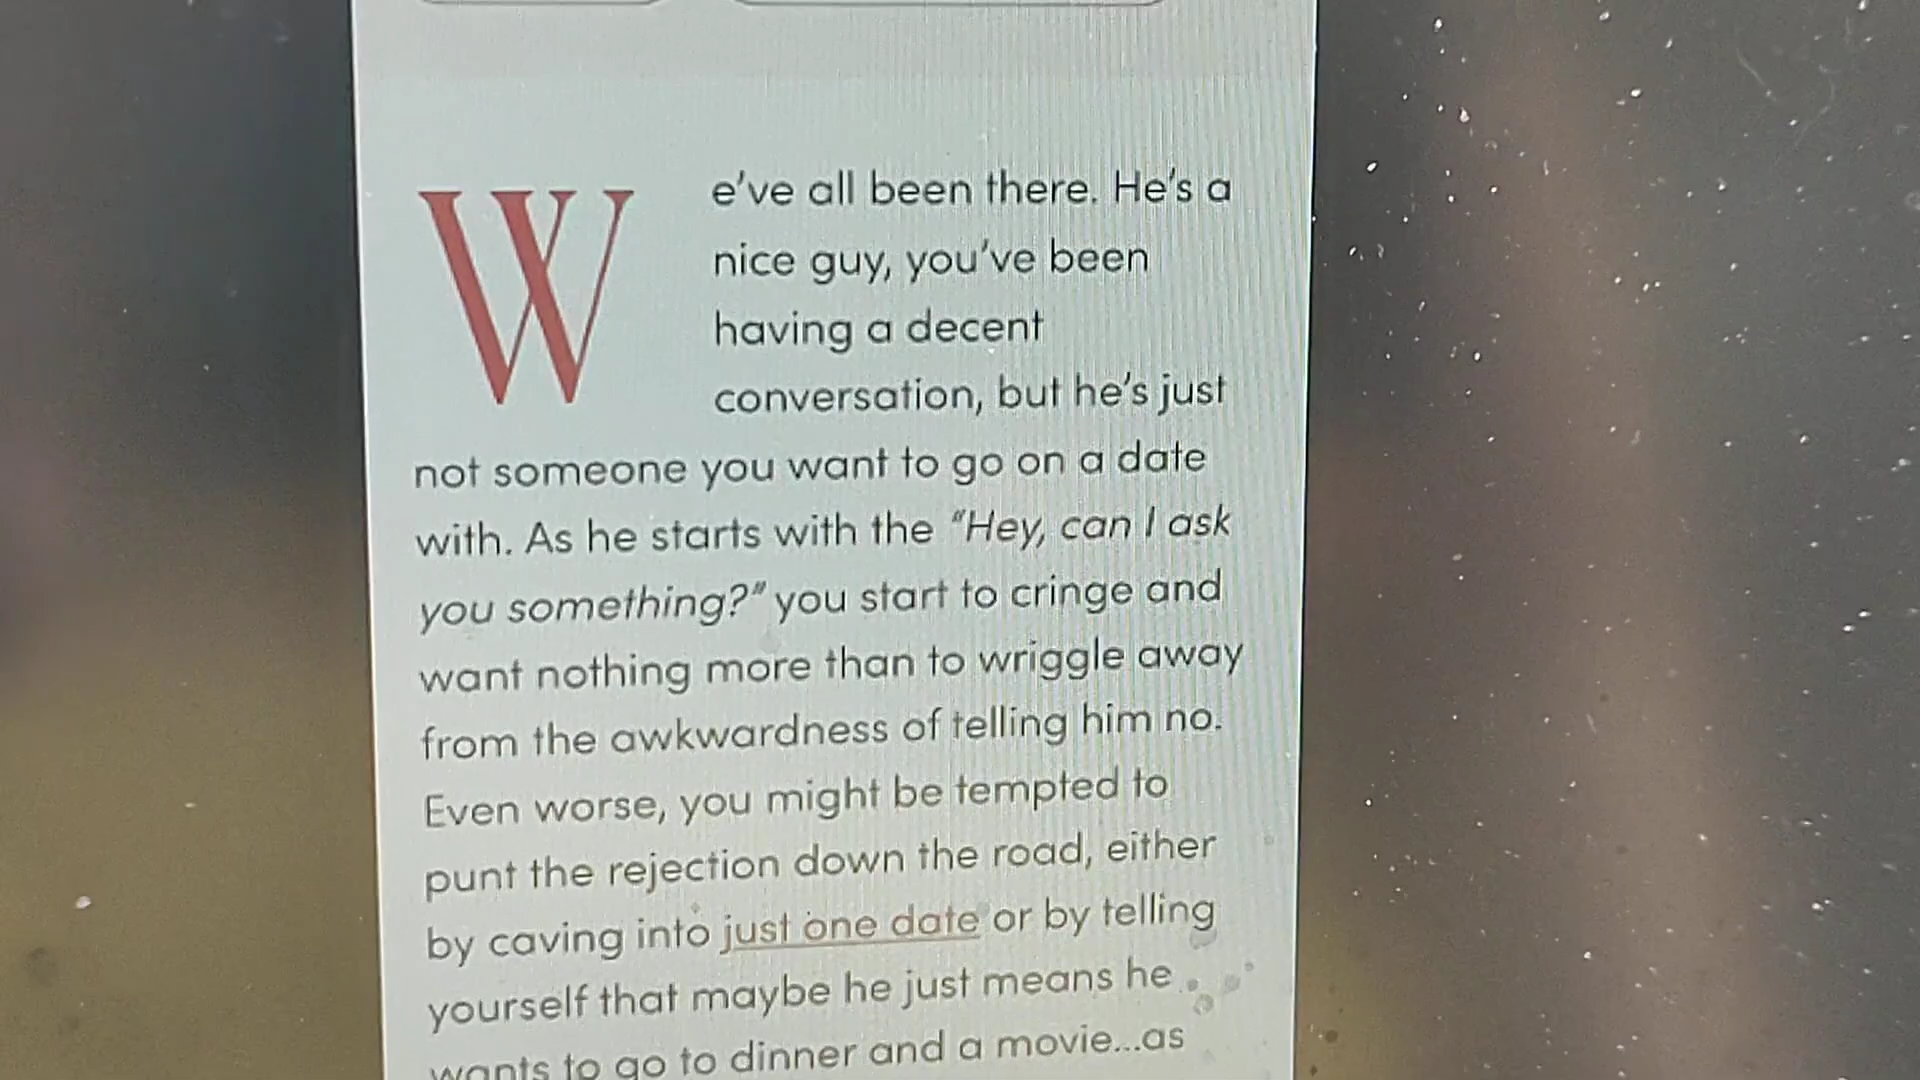 We've all been there. He's a
nice guy, you've been
having a decent
conversation, but he's just
not someone you want to go on a date
with. As he starts with the “Hey, can I ask
you something?” you start to cringe and
want nothing more than to wriggle away
from the awkwardness of telling him no.
Even worse, you might be tempted to
punt the rejection down the road, either
by caving into just one date or by telling
yourself that maybe he just means he
wants to go to dinner and a movie...as